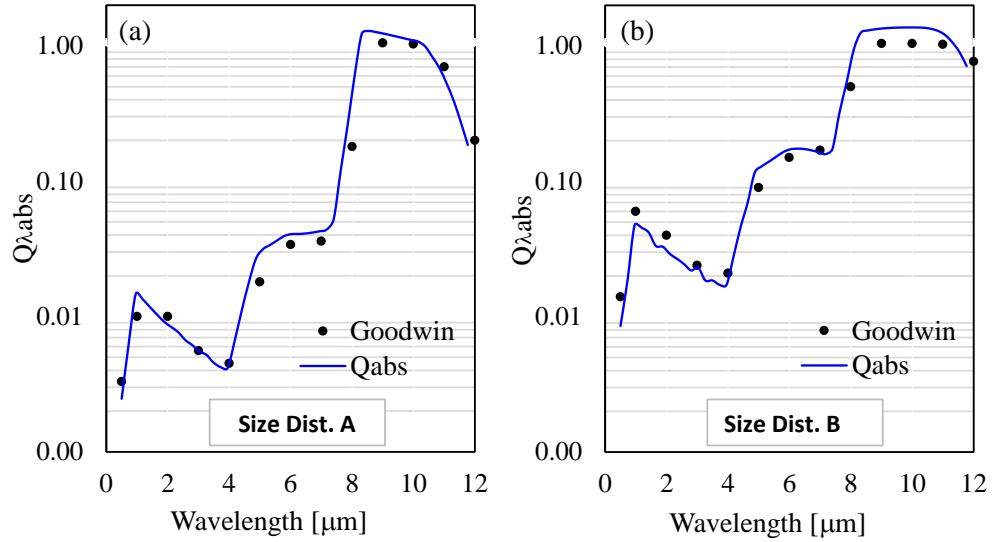 (a)
1.00
0.10
0.01
0.00
Qλabs
Goodwin
Qabs
Size Dist. A
0 2 4 6 8 10 12
Wavelength [μm]
(b)
1.00
0.10
0.01
0.00
Qλabs
Goodwin
Qabs
Size Dist. B
0 2 4 6 8 10 12
Wavelength [μm]